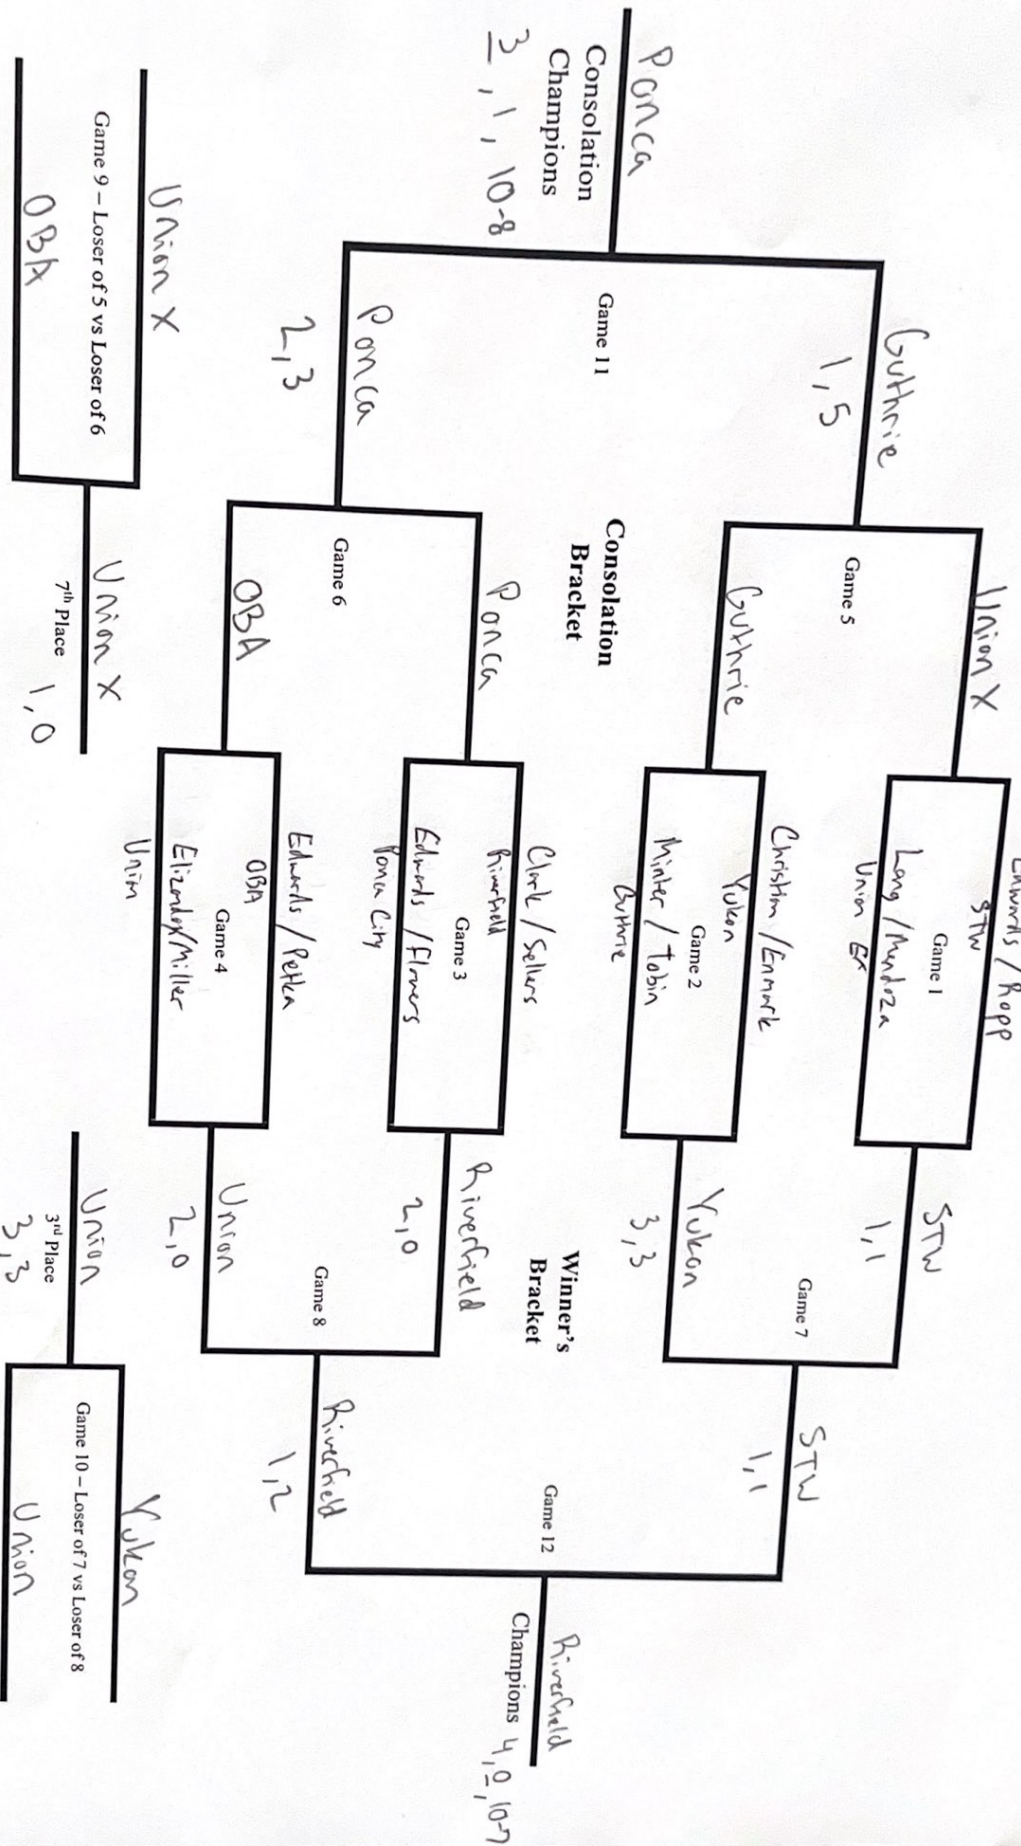 Edwards / Ropp
STW
Game 1
Lang / Mendoza
Union EX
Union X
STW
1,1
Christian / Enmark
Yukon
Game 2
Minter / Tobin
Guthrie
Guthrie
Game 5
Guthrie
1,5
Yukon
3,3
Game 7
STW
1,1
Ponca
Consolation
Champions
3, 1, 10-8
Game 11
Consolation
Bracket
Winner's
Bracket
Game 12
Riverfield
Champions 4,0,10-7
Clark / Sellers
Riverfield
Game 3
Edwards / Flowers
Ponca City
Ponca
Riverfield
2,0
Ponca
2,3
Game 6
Game 8
Riverfield
1,2
Edwards / Petka
OBA
Game 4
Elizondo/Miller
Union
OBA
Union
2,0
Union X
Game 9 – Loser of 5 vs Loser of 6
OBA
Union X
7th Place
1,0
Union
3rd Place
3,3
Yukon
Game 10 – Loser of 7 vs Loser of 8
Union